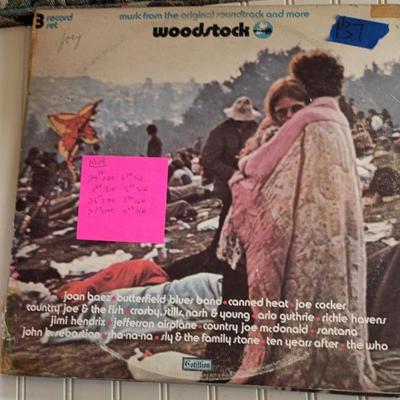 3 record set
music from the original soundtrack and more
woodstock
137
Joey
joan baez • butterfield blues band • canned heat • joe cocker
country joe & the fish • crosby, stills, nash & young • arlo guthrie • richie havens
jimi hendrix • jefferson airplane • country joe mcdonald • santana
john b. sebastian • sha-na-na • sly & the family stone • ten years after • the who
Cotillion